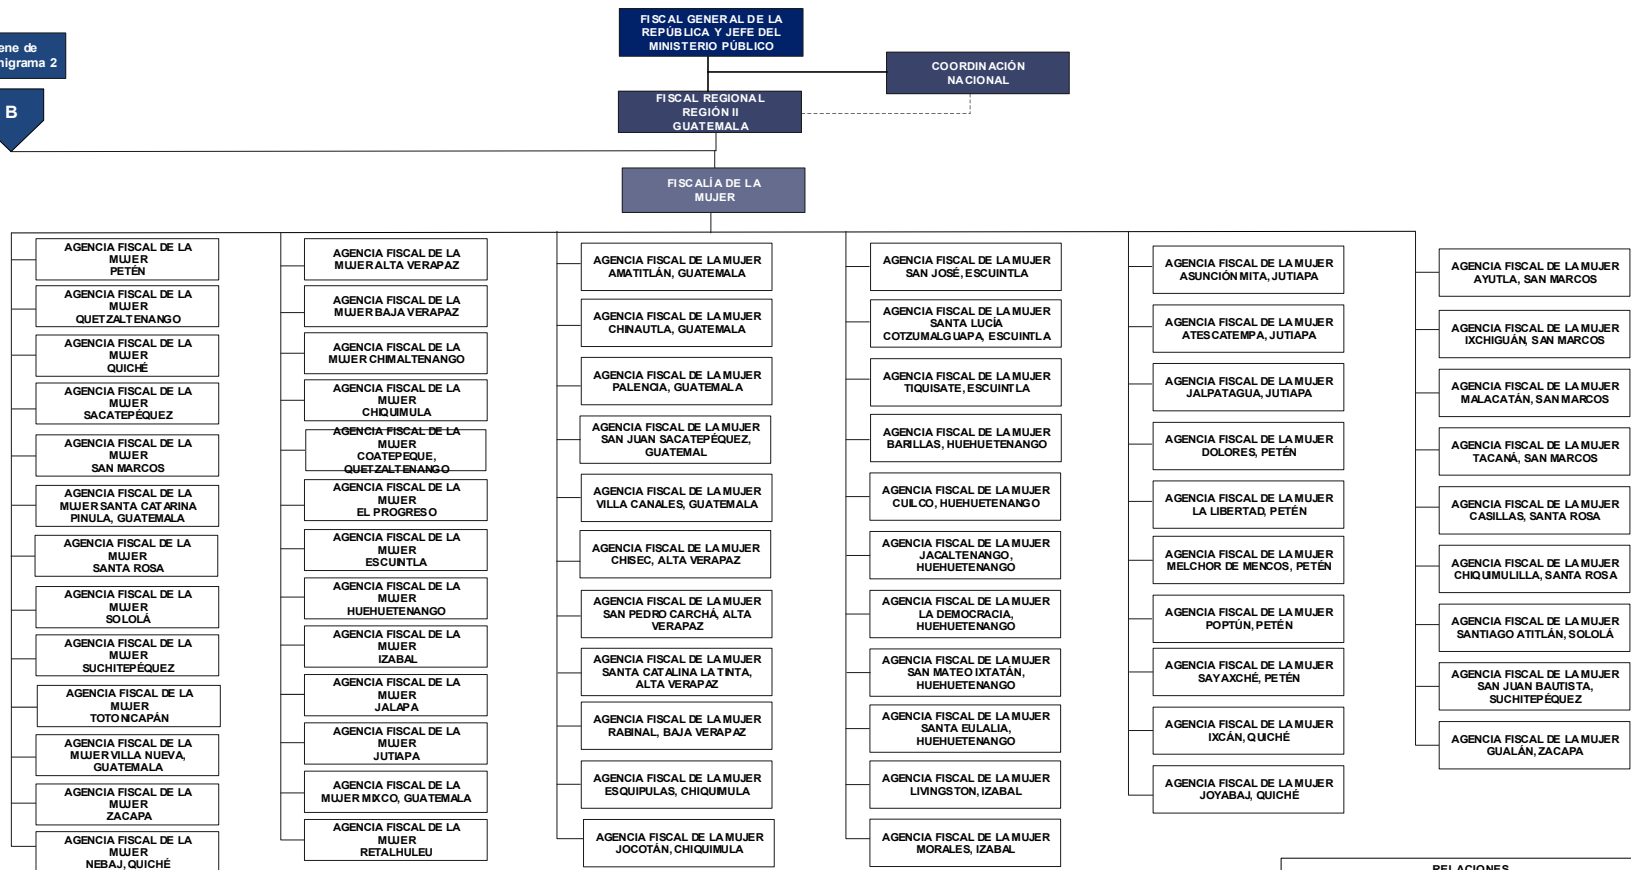 FISCAL GENERAL DE LA
REPÚBLICA Y JEFE DEL
MINISTERIO PÚBLICO
ene de
nigrama 2
B
COORDINACIÓN
NACIONAL
FISCAL REGIONAL
REGIÓN II
GUATEMALA
FISCALÍA DE LA
MUJER
AGENCIA FISCAL DE LA
MUJER
PETÉN
AGENCIA FISCAL DE LA
MUJER
QUETZALTENANGO
AGENCIA FISCAL DE LA
MUJER
QUICHÉ
AGENCIA FISCAL DE LA
MUJER
SACATEPÉQUEZ
AGENCIA FISCAL DE LA
MUJER
SAN MARCOS
AGENCIA FISCAL DE LA
MUJER SANTA CATARINA
PINULA, GUATEMALA
AGENCIA FISCAL DE LA
MUJER
SANTA ROSA
AGENCIA FISCAL DE LA
MUJER
SOLOLÁ
AGENCIA FISCAL DE LA
MUJER
SUCHITEPÉQUEZ
AGENCIA FISCAL DE LA
MUJER
TOTONICAPÁN
AGENCIA FISCAL DE LA
MUJER VILLA NUEVA,
GUATEMALA
AGENCIA FISCAL DE LA
MUJER
ZACAPA
AGENCIA FISCAL DE LA
MUJER
NEBAJ, QUICHÉ
AGENCIA FISCAL DE LA
MUJER ALTA VERAPAZ
AGENCIA FISCAL DE LA
MUJER BAJA VERAPAZ
AGENCIA FISCAL DE LA
MUJER CHIMALTENANGO
AGENCIA FISCAL DE LA
MUJER
CHIQUIMULA
AGENCIA FISCAL DE LA
MUJER
COATEPEQUE,
QUETZALTENANGO
AGENCIA FISCAL DE LA
MUJER
EL PROGRESO
AGENCIA FISCAL DE LA
MUJER
ESCUINTLA
AGENCIA FISCAL DE LA
MUJER
HUEHUETENANGO
AGENCIA FISCAL DE LA
MUJER
IZABAL
AGENCIA FISCAL DE LA
MUJER
JALAPA
AGENCIA FISCAL DE LA
MUJER
JUTIAPA
AGENCIA FISCAL DE LA
MUJER MIXCO, GUATEMALA
AGENCIA FISCAL DE LA
MUJER
RETALHULEU
AGENCIA FISCAL DE LA MUJER
AMATITLÁN, GUATEMALA
AGENCIA FISCAL DE LA MUJER
CHINAUTLA, GUATEMALA
AGENCIA FISCAL DE LA MUJER
PALENCIA, GUATEMALA
AGENCIA FISCAL DE LA MUJER
SAN JUAN SACATEPÉQUEZ,
GUATEMAL
AGENCIA FISCAL DE LA MUJER
VILLA CANALES, GUATEMALA
AGENCIA FISCAL DE LA MUJER
CHISEC, ALTA VERAPAZ
AGENCIA FISCAL DE LA MUJER
SAN PEDRO CARCHÁ, ALTA
VERAPAZ
AGENCIA FISCAL DE LA MUJER
SANTA CATALINA LA TINTA,
ALTA VERAPAZ
AGENCIA FISCAL DE LA MUJER
RABINAL, BAJA VERAPAZ
AGENCIA FISCAL DE LA MUJER
ESQUIPULAS, CHIQUIMULA
AGENCIA FISCAL DE LA MUJER
JOCOTÁN, CHIQUIMULA
AGENCIA FISCAL DE LA MUJER
SAN JOSÉ, ESCUINTLA
AGENCIA FISCAL DE LA MUJER
SANTA LUCÍA
COTZUMALGUAPA, ESCUINTLA
AGENCIA FISCAL DE LA MUJER
TIQUISATE, ESCUINTLA
AGENCIA FISCAL DE LA MUJER
BARILLAS, HUEHUETENANGO
AGENCIA FISCAL DE LA MUJER
CUILCO, HUEHUETENANGO
AGENCIA FISCAL DE LA MUJER
JACALTENANGO,
HUEHUETENANGO
AGENCIA FISCAL DE LA MUJER
LA DEMOCRACIA,
HUEHUETENANGO
AGENCIA FISCAL DE LA MUJER
SAN MATEO IXTATÁN,
HUEHUETENANGO
AGENCIA FISCAL DE LA MUJER
SANTA EULALIA,
HUEHUETENANGO
AGENCIA FISCAL DE LA MUJER
LIVINGSTON, IZABAL
AGENCIA FISCAL DE LA MUJER
MORALES, IZABAL
AGENCIA FISCAL DE LA MUJER
ASUNCIÓN MITA, JUTIAPA
AGENCIA FISCAL DE LA MUJER
ATESCATEMPA, JUTIAPA
AGENCIA FISCAL DE LA MUJER
JALPATAGUA, JUTIAPA
AGENCIA FISCAL DE LA MUJER
DOLORES, PETÉN
AGENCIA FISCAL DE LA MUJER
LA LIBERTAD, PETÉN
AGENCIA FISCAL DE LA MUJER
MELCHOR DE MENCOS, PETÉN
AGENCIA FISCAL DE LA MUJER
POPTÚN, PETÉN
AGENCIA FISCAL DE LA MUJER
SAYAXCHÉ, PETÉN
AGENCIA FISCAL DE LA MUJER
IXCÁN, QUICHÉ
AGENCIA FISCAL DE LA MUJER
JOYABAJ, QUICHÉ
AGENCIA FISCAL DE LA MUJER
AYUTLA, SAN MARCOS
AGENCIA FISCAL DE LA MUJER
IXCHIGUÁN, SAN MARCOS
AGENCIA FISCAL DE LA MUJER
MALACATÁN, SAN MARCOS
AGENCIA FISCAL DE LA MUJER
TACANÁ, SAN MARCOS
AGENCIA FISCAL DE LA MUJER
CASILLAS, SANTA ROSA
AGENCIA FISCAL DE LA MUJER
CHIQUIMULILLA, SANTA ROSA
AGENCIA FISCAL DE LA MUJER
SANTIAGO ATITLÁN, SOLOLÁ
AGENCIA FISCAL DE LA MUJER
SAN JUAN BAUTISTA,
SUCHITEPÉQUEZ
AGENCIA FISCAL DE LA MUJER
GUALÁN, ZACAPA
RELACIONES